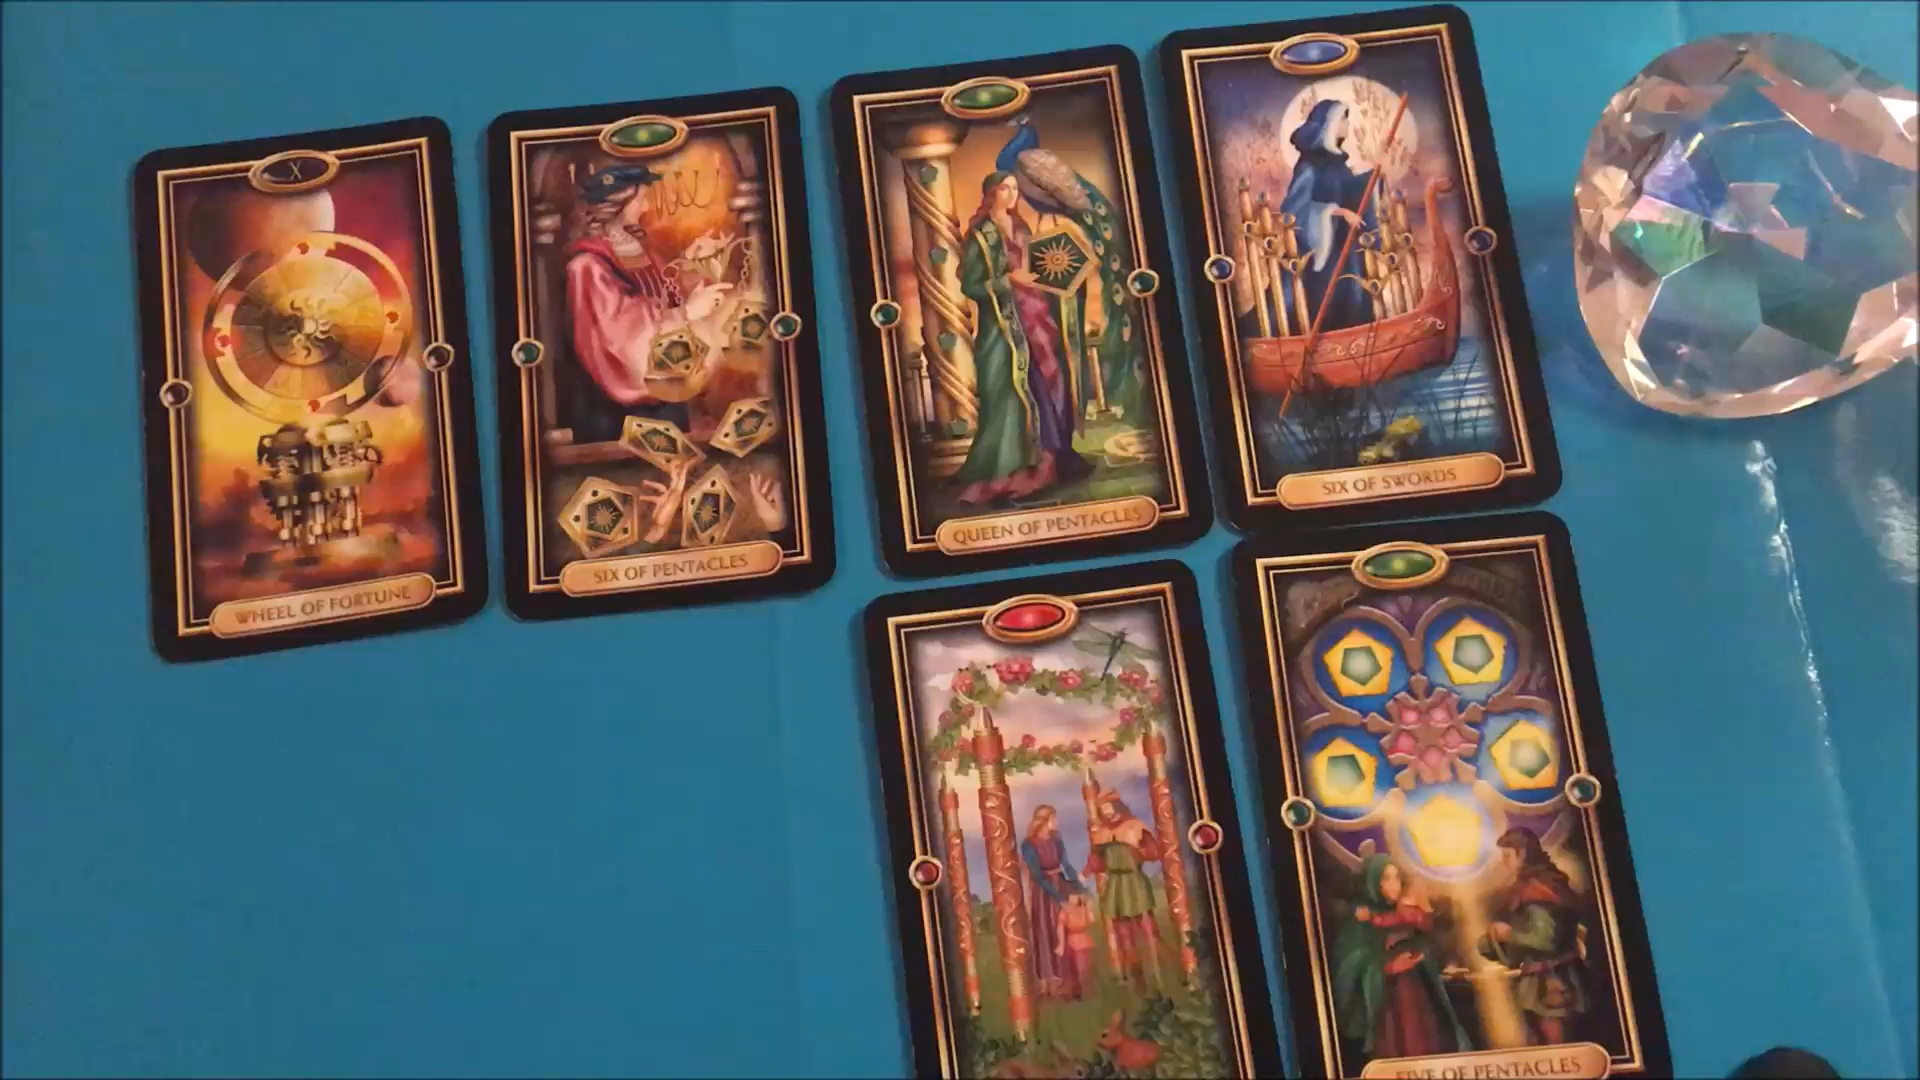 X
WHEEL OF FORTUNE
SIX OF PENTACLES
QUEEN OF PENTACLES
SIX OF SWORDS
FIVE OF PENTACLES